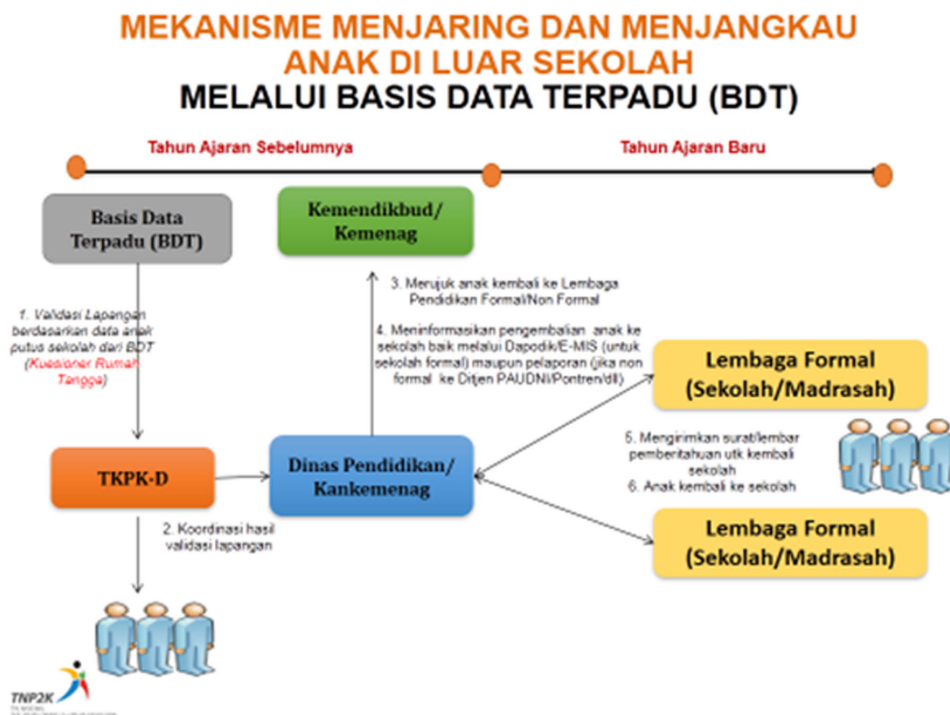 MEKANISME MENJARING DAN MENJANGKAU
ANAK DI LUAR SEKOLAH
MELALUI BASIS DATA TERPADU (BDT)
Tahun Ajaran Sebelumnya
Tahun Ajaran Baru
Basis Data
Terpadu (BDT)
Kemendikbud/
Kemenag
1. Validasi Lapangan
berdasarkan data anak
putus sekolah dari BDT
(Kuesioner Rumah
Tangga)
3. Merujuk anak kembali ke Lembaga
Pendidikan Formal/Non Formal
4. Meninformasikan pengembalian anak ke
sekolah baik melalui Dapodik/E-MIS (untuk
sekolah formal) maupun pelaporan (jika non
formal ke Ditjen PAUDNI/Pontren/dll)
Lembaga Formal
(Sekolah/Madrasah)
TKPK-D
Dinas Pendidikan/
Kankemenag
5. Mengirimkan surat/lembar
pemberitahuan utk kembali
sekolah
6. Anak kembali ke sekolah
2. Koordinasi hasil
validasi lapangan
Lembaga Formal
(Sekolah/Madrasah)
TNP2K